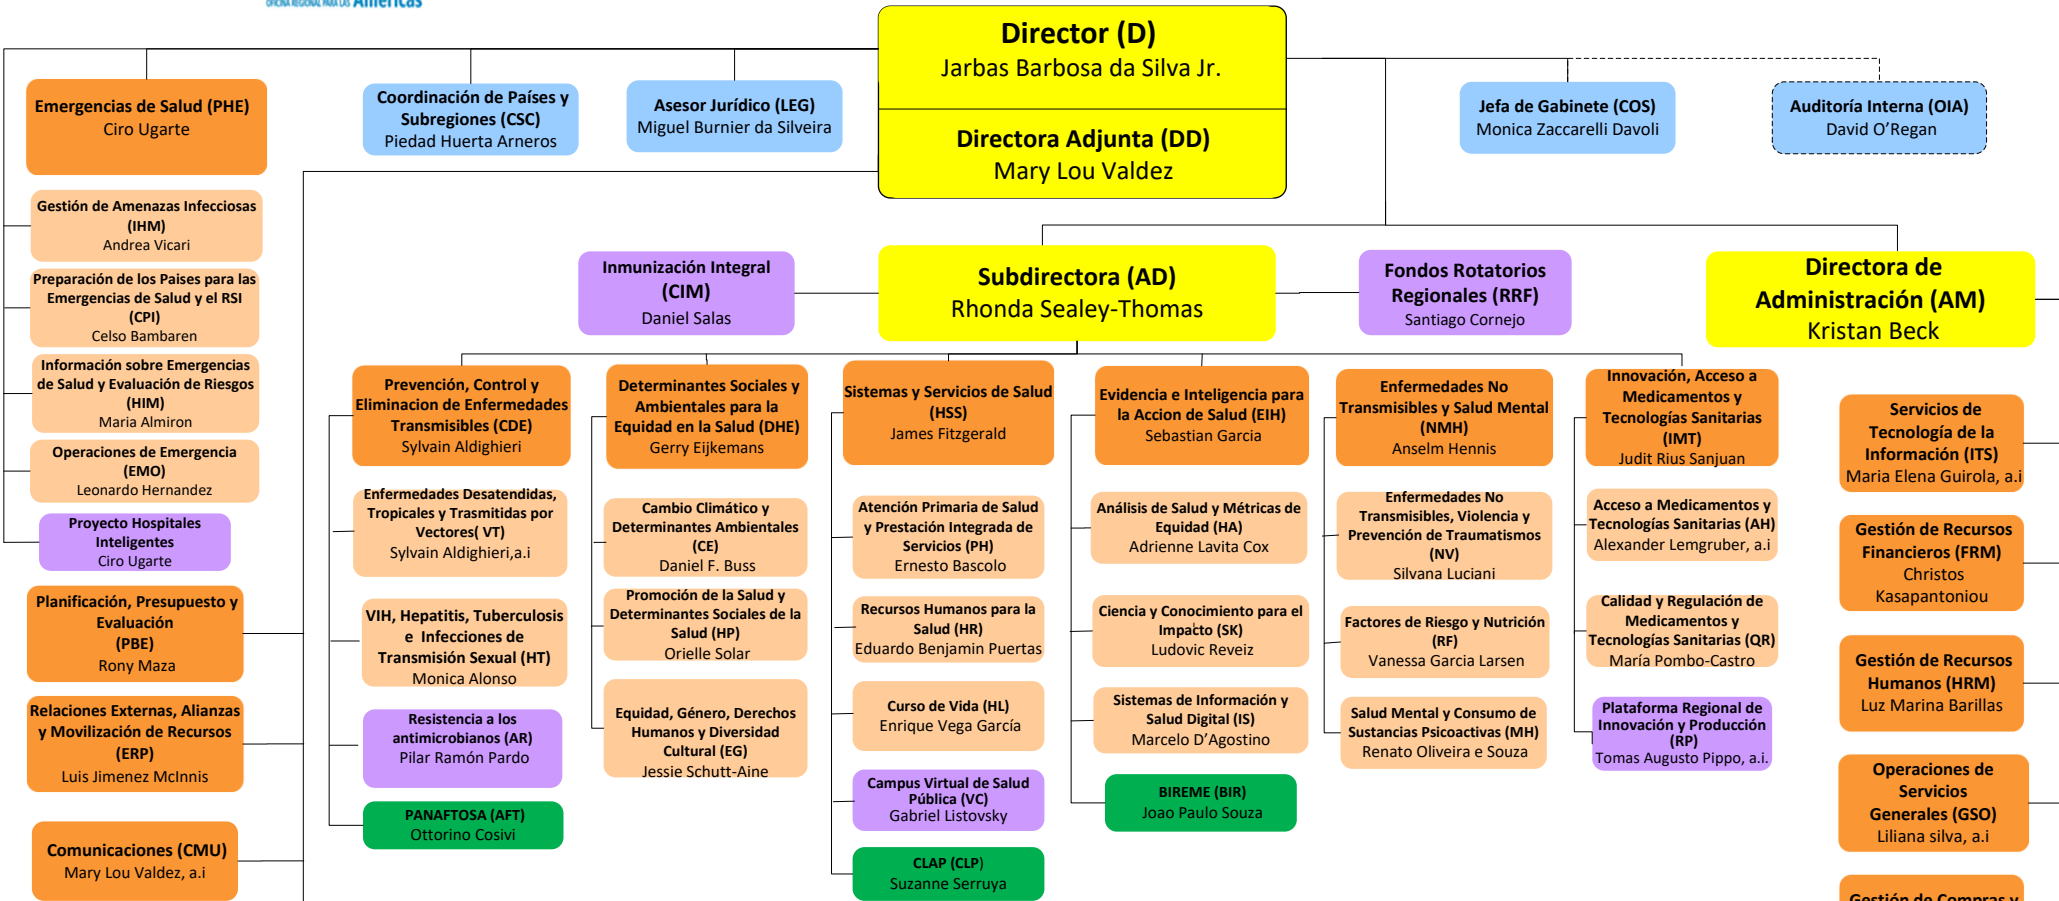 OFICINA REGIONAL PARA LAS Américas
Director (D)
Jarbas Barbosa da Silva Jr.
Directora Adjunta (DD)
Mary Lou Valdez
Emergencias de Salud (PHE)
Ciro Ugarte
Coordinación de Países y
Subregiones (CSC)
Piedad Huerta Arneros
Asesor Jurídico (LEG)
Miguel Burnier da Silveira
Jefa de Gabinete (COS)
Monica Zaccarelli Davoli
Auditoría Interna (OIA)
David O’Regan
Gestión de Amenazas Infecciosas
(IHM)
Andrea Vicari
Preparación de los Paises para las
Emergencias de Salud y el RSI
(CPI)
Celso Bambaren
Información sobre Emergencias
de Salud y Evaluación de Riesgos
(HIM)
Maria Almiron
Operaciones de Emergencia
(EMO)
Leonardo Hernandez
Proyecto Hospitales
Inteligentes
Ciro Ugarte
Planificación, Presupuesto y
Evaluación
(PBE)
Rony Maza
Relaciones Externas, Alianzas
y Movilización de Recursos
(ERP)
Luis Jimenez McInnis
Comunicaciones (CMU)
Mary Lou Valdez, a.i
Inmunización Integral
(CIM)
Daniel Salas
Subdirectora (AD)
Rhonda Sealey-Thomas
Fondos Rotatorios
Regionales (RRF)
Santiago Cornejo
Directora de
Administración (AM)
Kristan Beck
Prevención, Control y
Eliminacion de Enfermedades
Transmisibles (CDE)
Sylvain Aldighieri
Enfermedades Desatendidas,
Tropicales y Trasmitidas por
Vectores( VT)
Sylvain Aldighieri,a.i
VIH, Hepatitis, Tuberculosis
e Infecciones de
Transmisión Sexual (HT)
Monica Alonso
Resistencia a los
antimicrobianos (AR)
Pilar Ramón Pardo
PANAFTOSA (AFT)
Ottorino Cosivi
Determinantes Sociales y
Ambientales para la
Equidad en la Salud (DHE)
Gerry Eijkemans
Cambio Climático y
Determinantes Ambientales
(CE)
Daniel F. Buss
Promoción de la Salud y
Determinantes Sociales de la
Salud (HP)
Orielle Solar
Equidad, Género, Derechos
Humanos y Diversidad
Cultural (EG)
Jessie Schutt-Aine
Sistemas y Servicios de Salud
(HSS)
James Fitzgerald
Atención Primaria de Salud
y Prestación Integrada de
Servicios (PH)
Ernesto Bascolo
Recursos Humanos para la
Salud (HR)
Eduardo Benjamin Puertas
Curso de Vida (HL)
Enrique Vega García
Campus Virtual de Salud
Pública (VC)
Gabriel Listovsky
CLAP (CLP)
Suzanne Serruya
Evidencia e Inteligencia para
la Accion de Salud (EIH)
Sebastian Garcia
Análisis de Salud y Métricas de
Equidad (HA)
Adrienne Lavita Cox
Ciencia y Conocimiento para el
Impacto (SK)
Ludovic Reveiz
Sistemas de Información y
Salud Digital (IS)
Marcelo D’Agostino
BIREME (BIR)
Joao Paulo Souza
Enfermedades No
Transmisibles y Salud Mental
(NMH)
Anselm Hennis
Enfermedades No
Transmisibles, Violencia y
Prevención de Traumatismos
(NV)
Silvana Luciani
Factores de Riesgo y Nutrición
(RF)
Vanessa Garcia Larsen
Salud Mental y Consumo de
Sustancias Psicoactivas (MH)
Renato Oliveira e Souza
Innovación, Acceso a
Medicamentos y
Tecnologías Sanitarias
(IMT)
Judit Rius Sanjuan
Acceso a Medicamentos y
Tecnologías Sanitarias (AH)
Alexander Lemgruber, a.i
Calidad y Regulación de
Medicamentos y
Tecnologías Sanitarias (QR)
María Pombo-Castro
Plataforma Regional de
Innovación y Producción
(RP)
Tomas Augusto Pippo, a.i.
Servicios de
Tecnología de la
Información (ITS)
Maria Elena Guirola, a.i
Gestión de Recursos
Financieros (FRM)
Christos
Kasapantoniou
Gestión de Recursos
Humanos (HRM)
Luz Marina Barillas
Operaciones de
Servicios
Generales (GSO)
Liliana silva, a.i
Gestión de Compras y